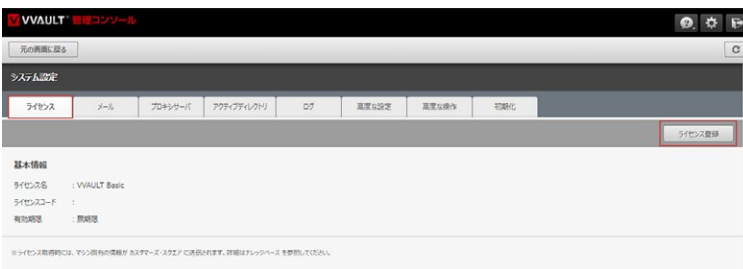 VVAULT 管理コンソール
元の画面に戻る
システム設定
ライセンス メール プロキシサーバ アクティブディレクトリ ログ 高度な設定 高度な操作 初期化
ライセンス登録
基本情報
ライセンス名 : VVAULT Basic
ライセンスコード :
有効期限 : 無期限
※ライセンス取得時には、マシン固有の情報が カスタマーズ・スクエア に送信されます。詳細はナレッジベース を参照してください。